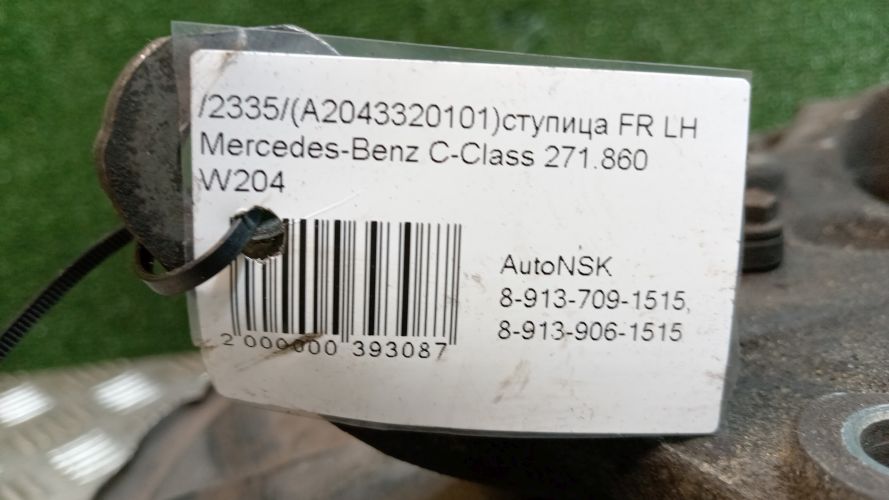 /2335/(A2043320101)ступица FR LH
Mercedes-Benz C-Class 271.860
W204
AutoNSK
8-913-709-1515,
8-913-906-1515
2 000000 393087